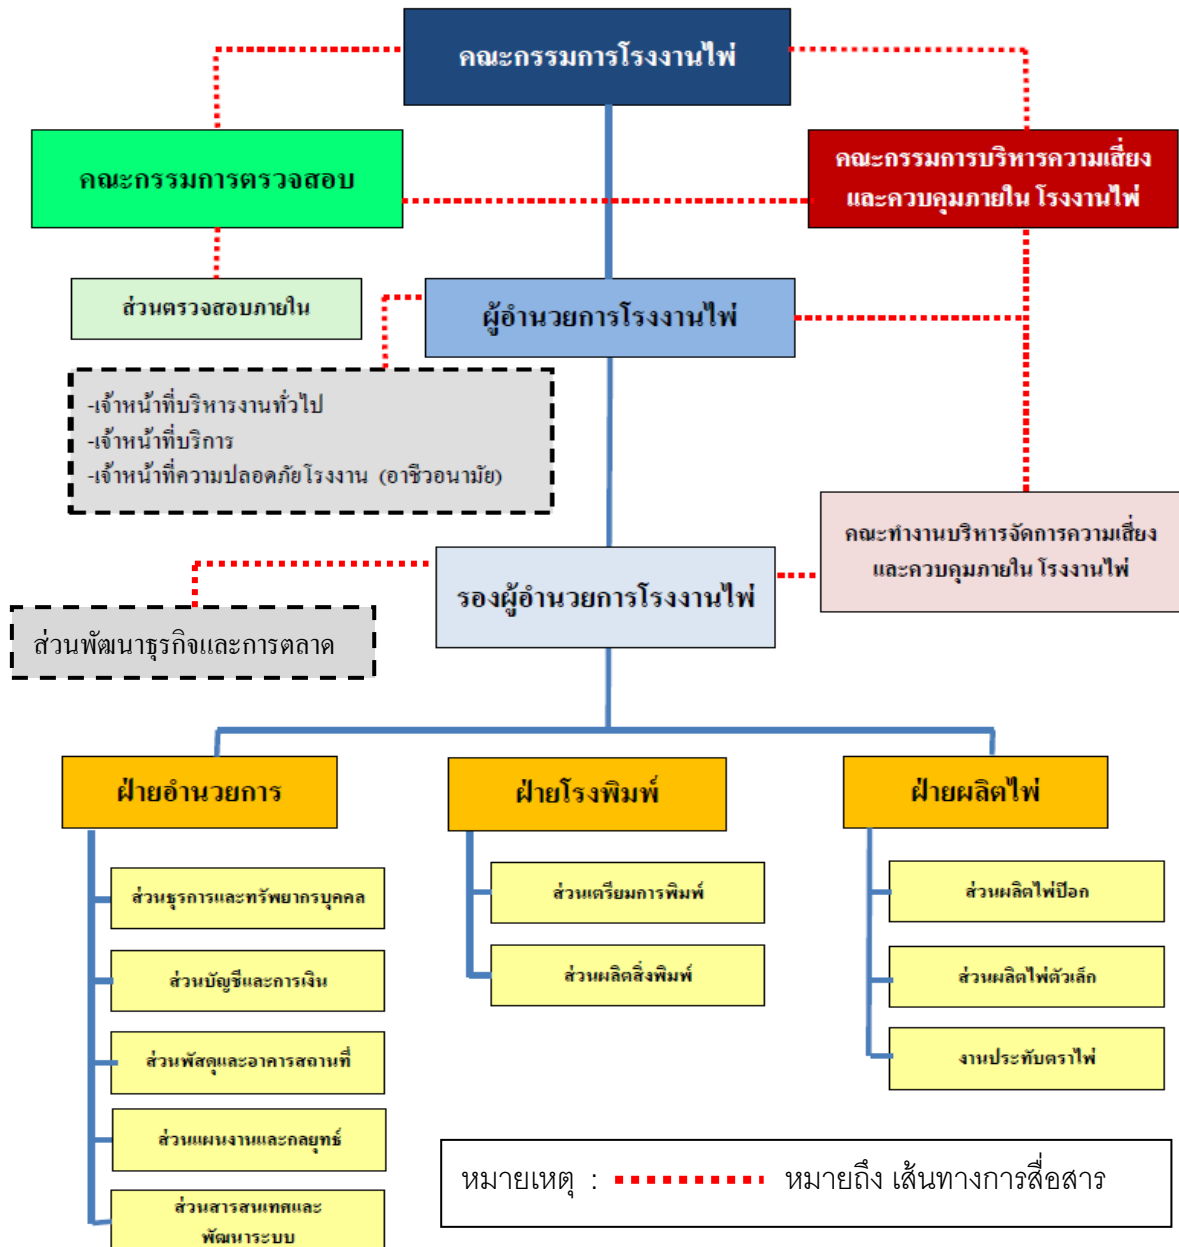 คณะกรรมการโรงงานไพ่
คณะกรรมการตรวจสอบ
คณะกรรมการบริหารความเสี่ยง
และควบคุมภายใน โรงงานไพ่
ส่วนตรวจสอบภายใน
ผู้อำนวยการโรงงานไพ่
-เจ้าหน้าที่บริหารงานทั่วไป
-เจ้าหน้าที่บริการ
-เจ้าหน้าที่ความปลอดภัยโรงงาน (อาชีวอนามัย)
คณะทำงานบริหารจัดการความเสี่ยง
และควบคุมภายใน โรงงานไพ่
รองผู้อำนวยการโรงงานไพ่
ส่วนพัฒนาธุรกิจและการตลาด
ฝ่ายอำนวยการ
ฝ่ายโรงพิมพ์
ฝ่ายผลิตไพ่
ส่วนธุรการและทรัพยากรบุคคล
ส่วนบัญชีและการเงิน
ส่วนพัสดุและอาคารสถานที่
ส่วนแผนงานและกลยุทธ์
ส่วนสารสนเทศและ
พัฒนาระบบ
ส่วนเตรียมการพิมพ์
ส่วนผลิตสิ่งพิมพ์
ส่วนผลิตไพ่ป๊อก
ส่วนผลิตไพ่ตัวเล็ก
งานประทับตราไพ่
หมายเหตุ : หมายถึง เส้นทางการสื่อสาร